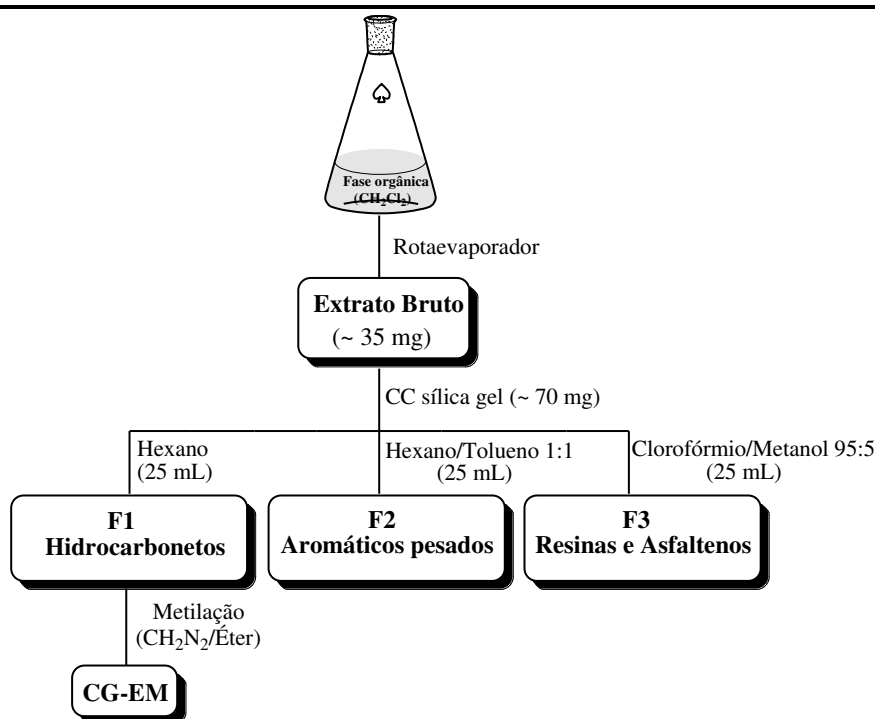 Fase orgânica
(CH₂Cl₂)
Rotaevaporador
Extrato Bruto
(~ 35 mg)
CC sílica gel (~ 70 mg)
Hexano
(25 mL)
Hexano/Tolueno 1:1
(25 mL)
Clorofórmio/Metanol 95:5
(25 mL)
F1
Hidrocarbonetos
F2
Aromáticos pesados
F3
Resinas e Asfaltenos
Metilação
(CH₂N₂/Éter)
CG-EM